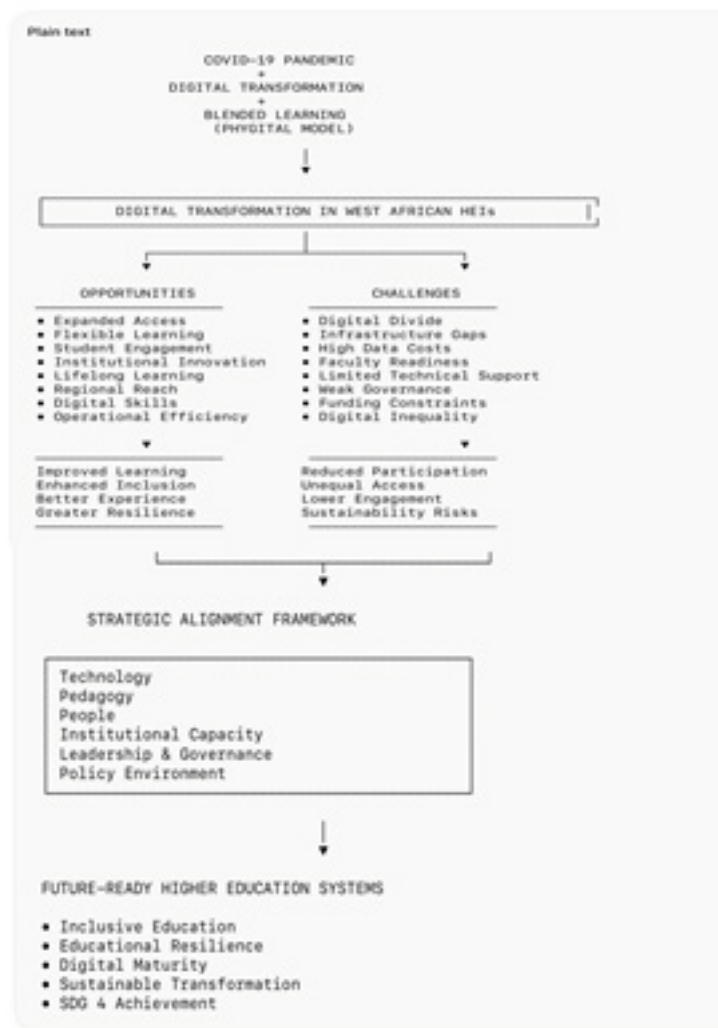 Plain text
COVID-19 PANDEMIC
+
DIGITAL TRANSFORMATION
+
BLENDED LEARNING
(PHYGITAL MODEL)
DIGITAL TRANSFORMATION IN WEST AFRICAN HEIs
OPPORTUNITIES
• Expanded Access
• Flexible Learning
• Student Engagement
• Institutional Innovation
• Lifelong Learning
• Regional Reach
• Digital Skills
• Operational Efficiency
Improved Learning
Enhanced Inclusion
Better Experience
Greater Resilience
CHALLENGES
• Digital Divide
• Infrastructure Gaps
• High Data Costs
• Faculty Readiness
• Limited Technical Support
• Weak Governance
• Funding Constraints
• Digital Inequality
Reduced Participation
Unequal Access
Lower Engagement
Sustainability Risks
STRATEGIC ALIGNMENT FRAMEWORK
Technology
Pedagogy
People
Institutional Capacity
Leadership & Governance
Policy Environment
FUTURE-READY HIGHER EDUCATION SYSTEMS
• Inclusive Education
• Educational Resilience
• Digital Maturity
• Sustainable Transformation
• SDG 4 Achievement